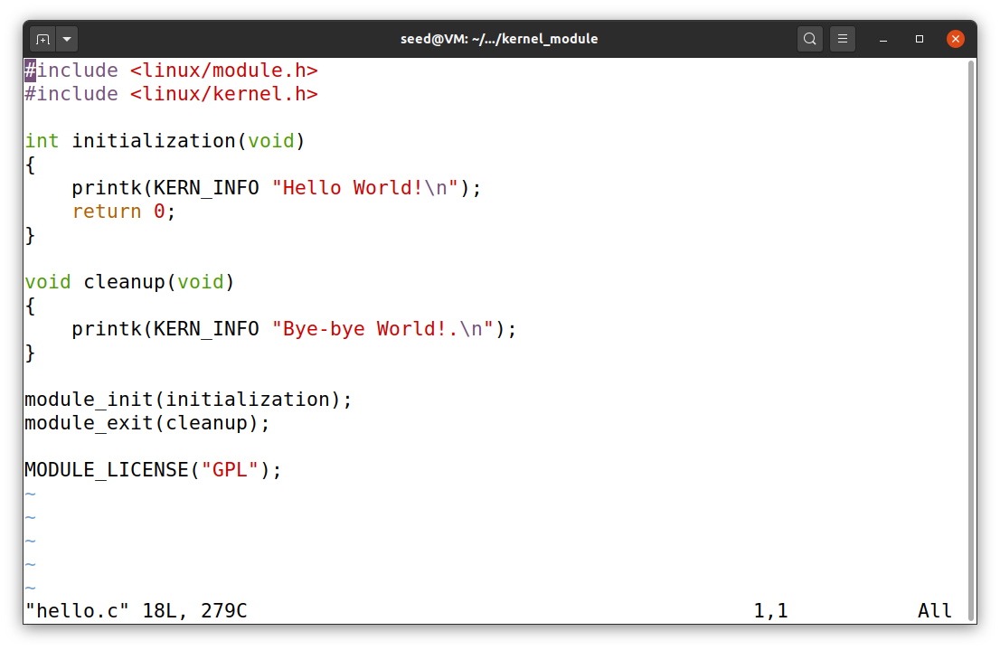 seed@VM: ~/.../kernel_module
#include <linux/module.h>
#include <linux/kernel.h>

int initialization(void)
{
    printk(KERN_INFO "Hello World!\n");
    return 0;
}

void cleanup(void)
{
    printk(KERN_INFO "Bye-bye World!.\n");
}

module_init(initialization);
module_exit(cleanup);

MODULE_LICENSE("GPL");
~
~
~
~
~
"hello.c" 18L, 279C 1,1 All